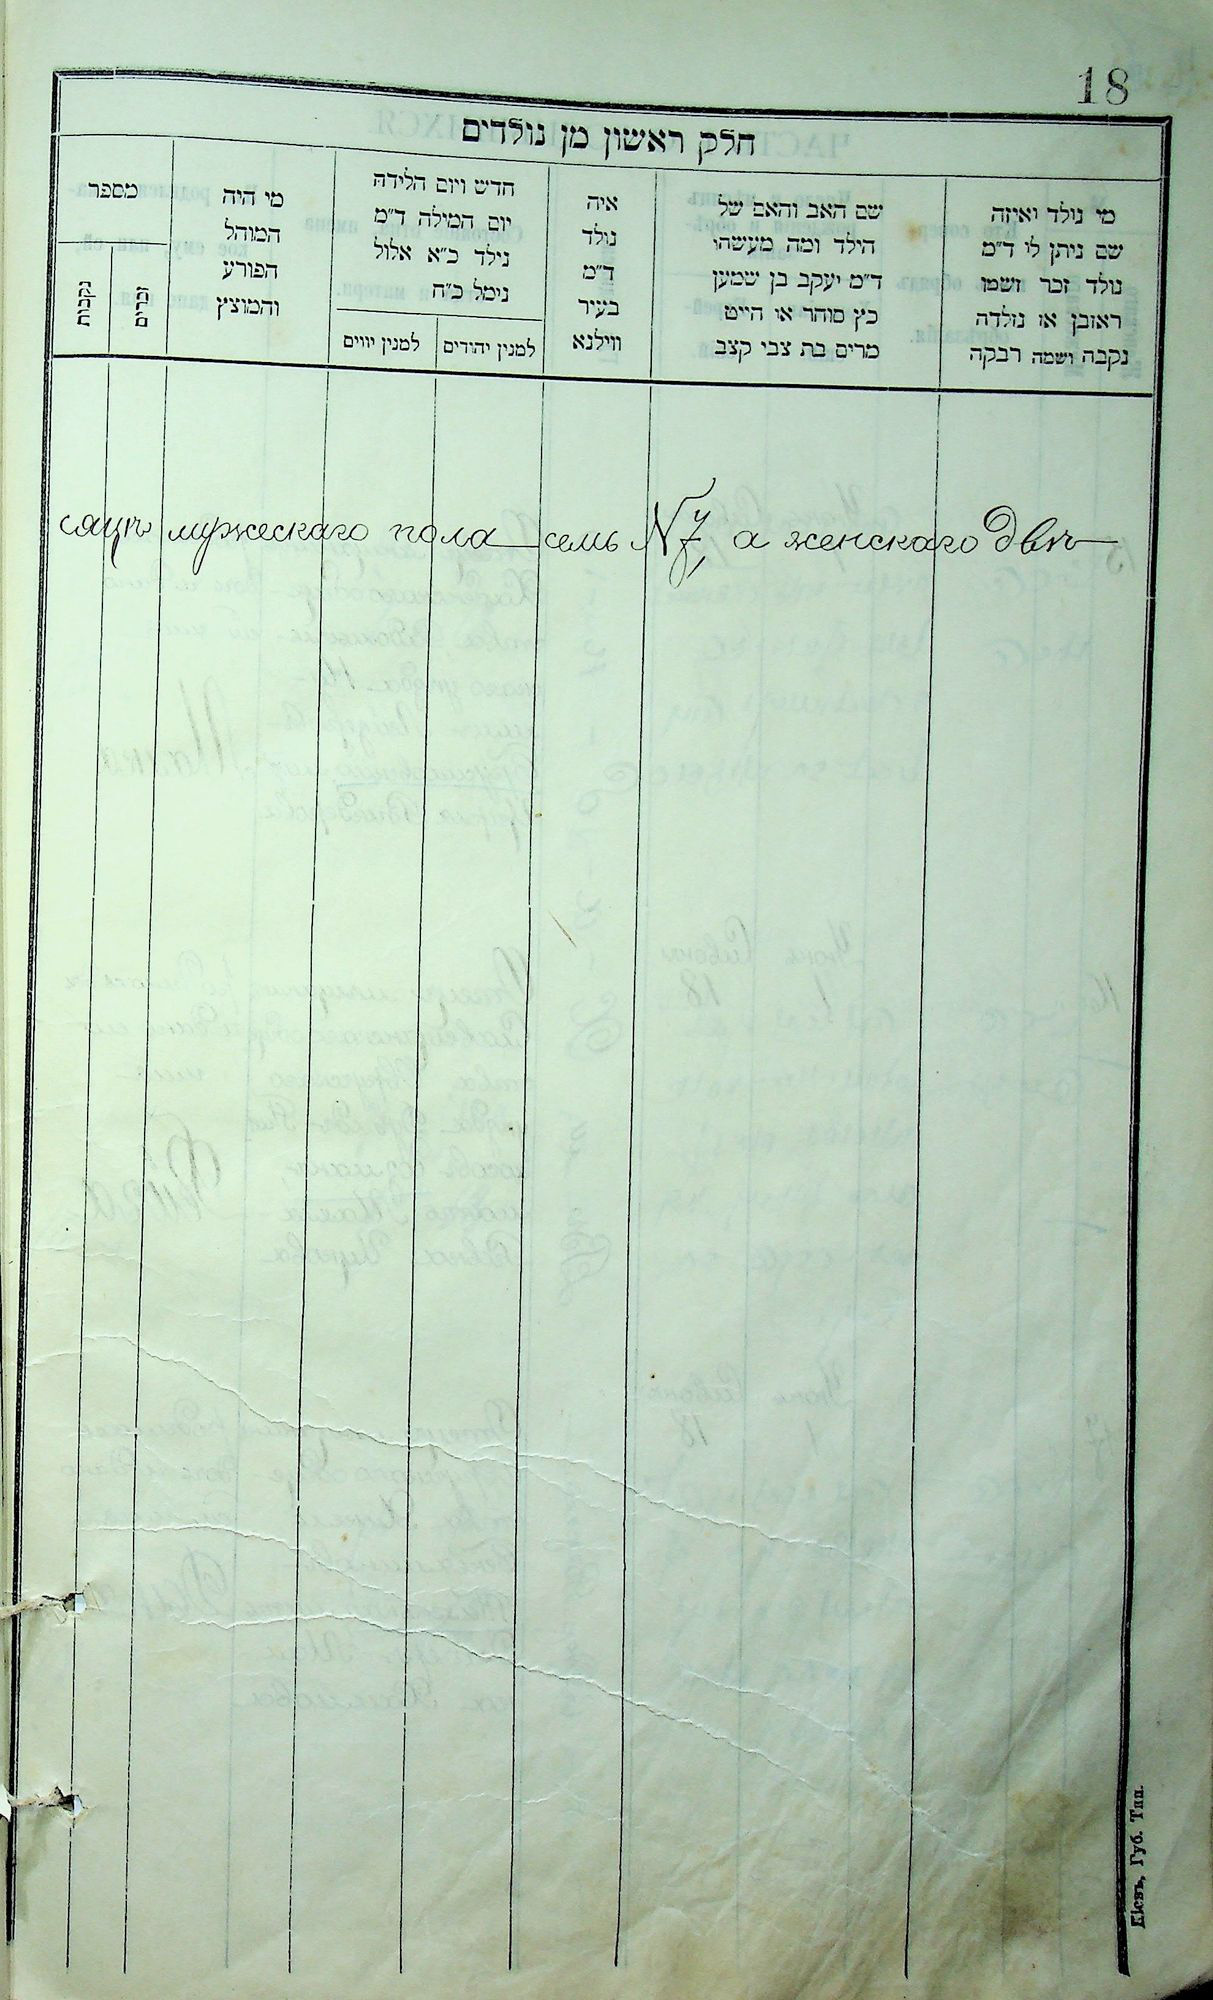 18
חלק ראשון מן נולדים
מי נולד ואיזה
שם ניתן לו ד״מ
נולד זכר ושמו
ראובן או נולדה
נקבה ושמה רבקה
שם האב והאם של
הילד ומה מעשהו
ד״מ יעקב בן שמען
כץ סוחר או חייט
מרים בת צבי קצב
איה
נולד
ד״מ
בעיר
ווילנא
חדש ויום הלידה
יום המילה ד״מ
נילד כ״א אלול
נימל כ״ח
למנין יהודים
למנין יווים
מי היה
המוהל
הפורע
והמוצץ
מספר
זכרים
נקבות
сяцъ мужескаго пола семь №7, а женскаго двѣ
Кіевъ, Губ. Тип.